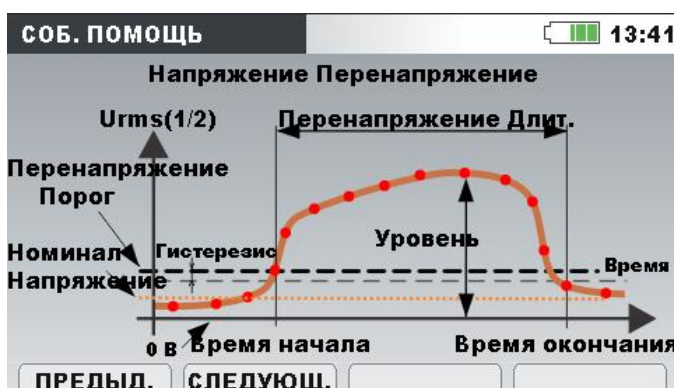 СОБ. ПОМОЩЬ
13:41
Напряжение Перенапряжение
Urms(1/2)
Перенапряжение Длит.
Перенапряжение
Порог
Уровень
Гистерезис
Номинал
Напряжение
Время
0 В
Время начала
Время окончания
ПРЕДЫД.
СЛЕДУЮЩ.